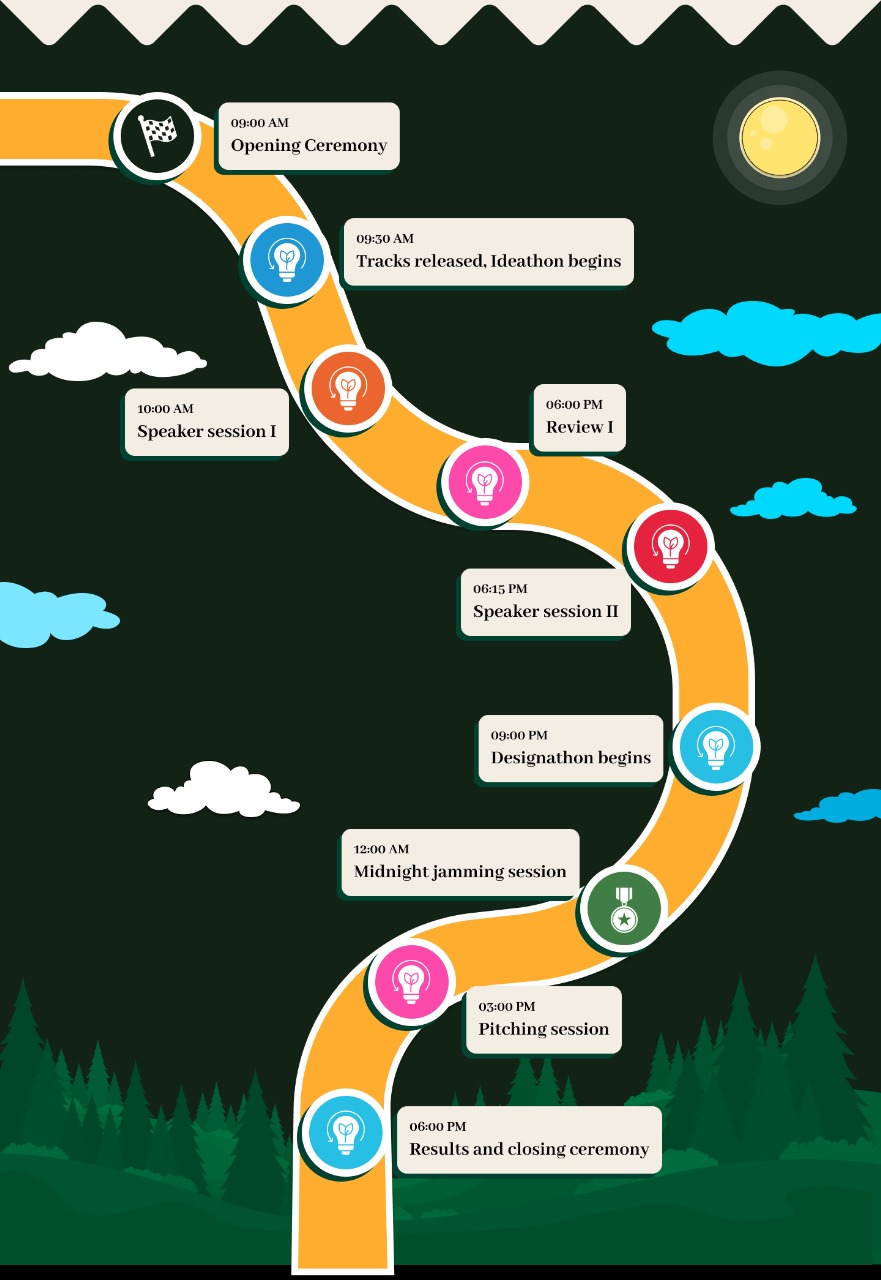 09:00 AM
Opening Ceremony
09:30 AM
Tracks released, Ideathon begins
10:00 AM
Speaker session I
06:00 PM
Review I
06:15 PM
Speaker session II
09:00 PM
Designathon begins
12:00 AM
Midnight jamming session
03:00 PM
Pitching session
06:00 PM
Results and closing ceremony